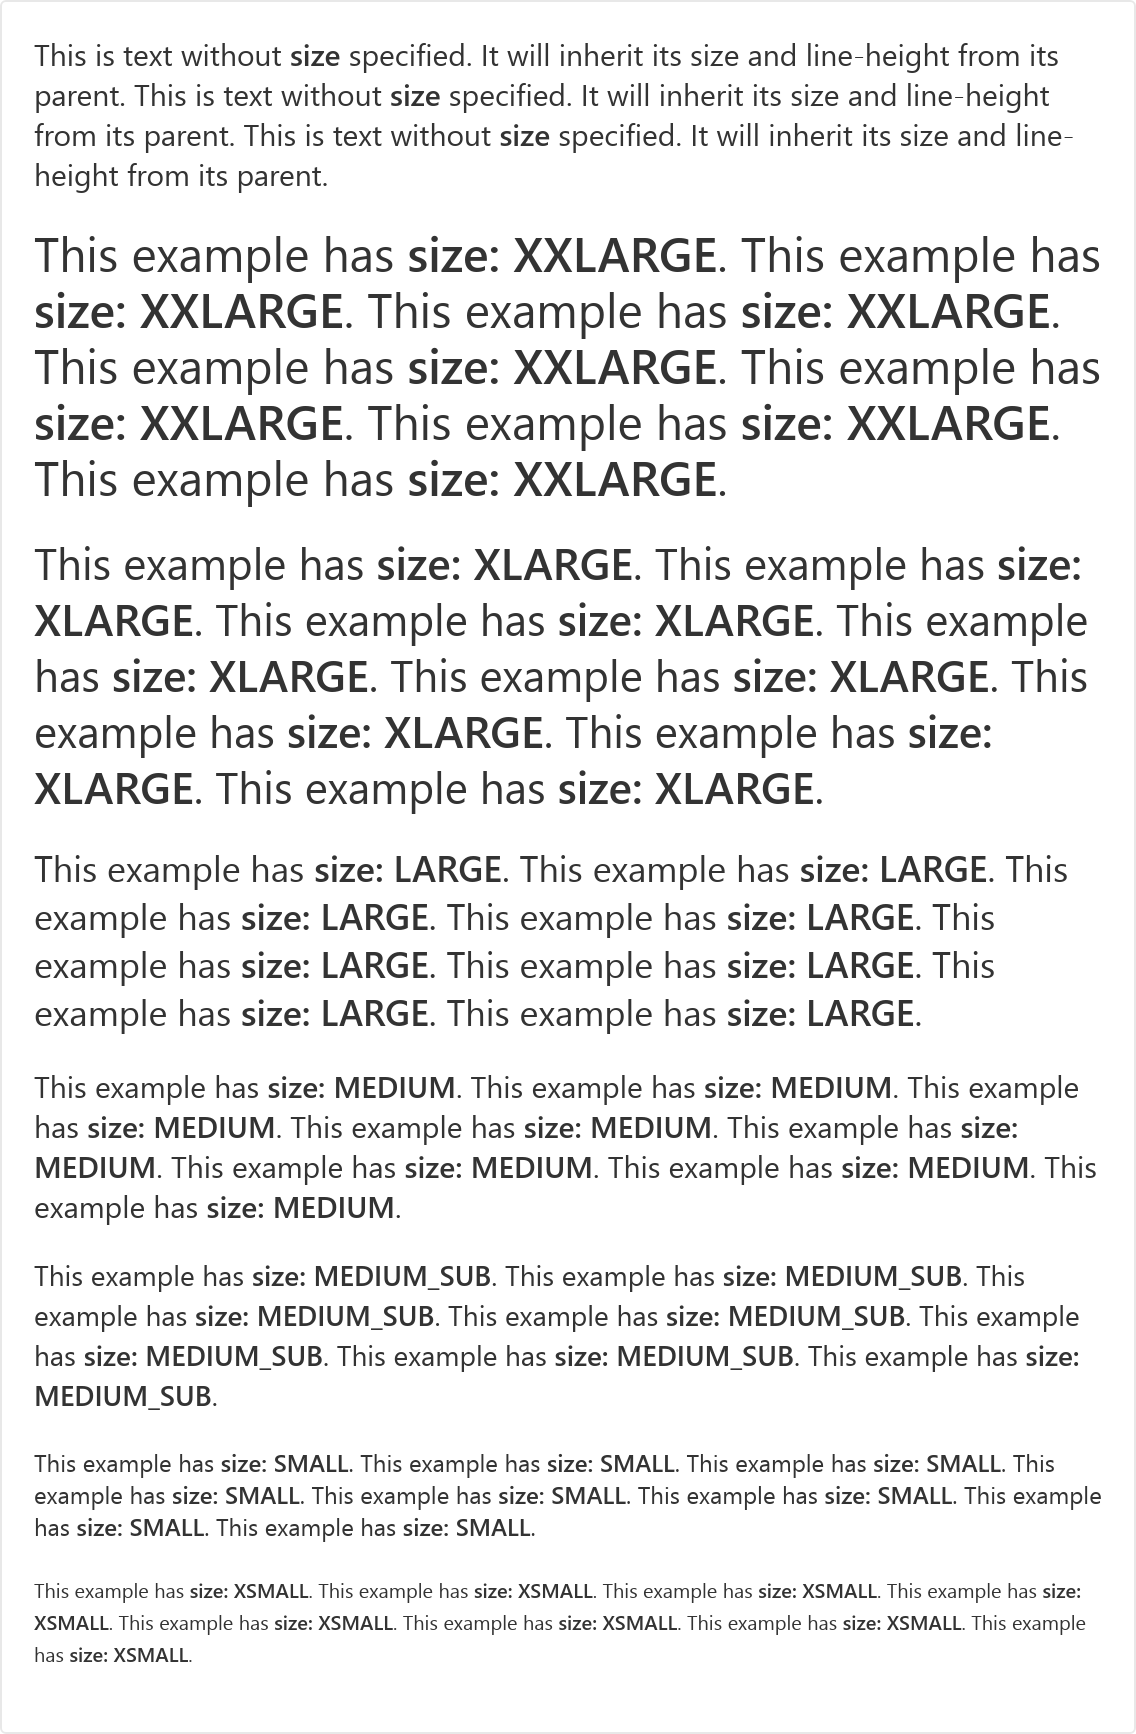 This is text without size specified. It will inherit its size and line-height from its
parent. This is text without size specified. It will inherit its size and line-height
from its parent. This is text without size specified. It will inherit its size and line-
height from its parent.
This example has size: XXLARGE. This example has
size: XXLARGE. This example has size: XXLARGE.
This example has size: XXLARGE. This example has
size: XXLARGE. This example has size: XXLARGE.
This example has size: XXLARGE.
This example has size: XLARGE. This example has size:
XLARGE. This example has size: XLARGE. This example
has size: XLARGE. This example has size: XLARGE. This
example has size: XLARGE. This example has size:
XLARGE. This example has size: XLARGE.
This example has size: LARGE. This example has size: LARGE. This
example has size: LARGE. This example has size: LARGE. This
example has size: LARGE. This example has size: LARGE. This
example has size: LARGE. This example has size: LARGE.
This example has size: MEDIUM. This example has size: MEDIUM. This example
has size: MEDIUM. This example has size: MEDIUM. This example has size:
MEDIUM. This example has size: MEDIUM. This example has size: MEDIUM. This
example has size: MEDIUM.
This example has size: MEDIUM_SUB. This example has size: MEDIUM_SUB. This
example has size: MEDIUM_SUB. This example has size: MEDIUM_SUB. This example
has size: MEDIUM_SUB. This example has size: MEDIUM_SUB. This example has size:
MEDIUM_SUB.
This example has size: SMALL. This example has size: SMALL. This example has size: SMALL. This
example has size: SMALL. This example has size: SMALL. This example has size: SMALL. This example
has size: SMALL. This example has size: SMALL.
This example has size: XSMALL. This example has size: XSMALL. This example has size: XSMALL. This example has size:
XSMALL. This example has size: XSMALL. This example has size: XSMALL. This example has size: XSMALL. This example
has size: XSMALL.